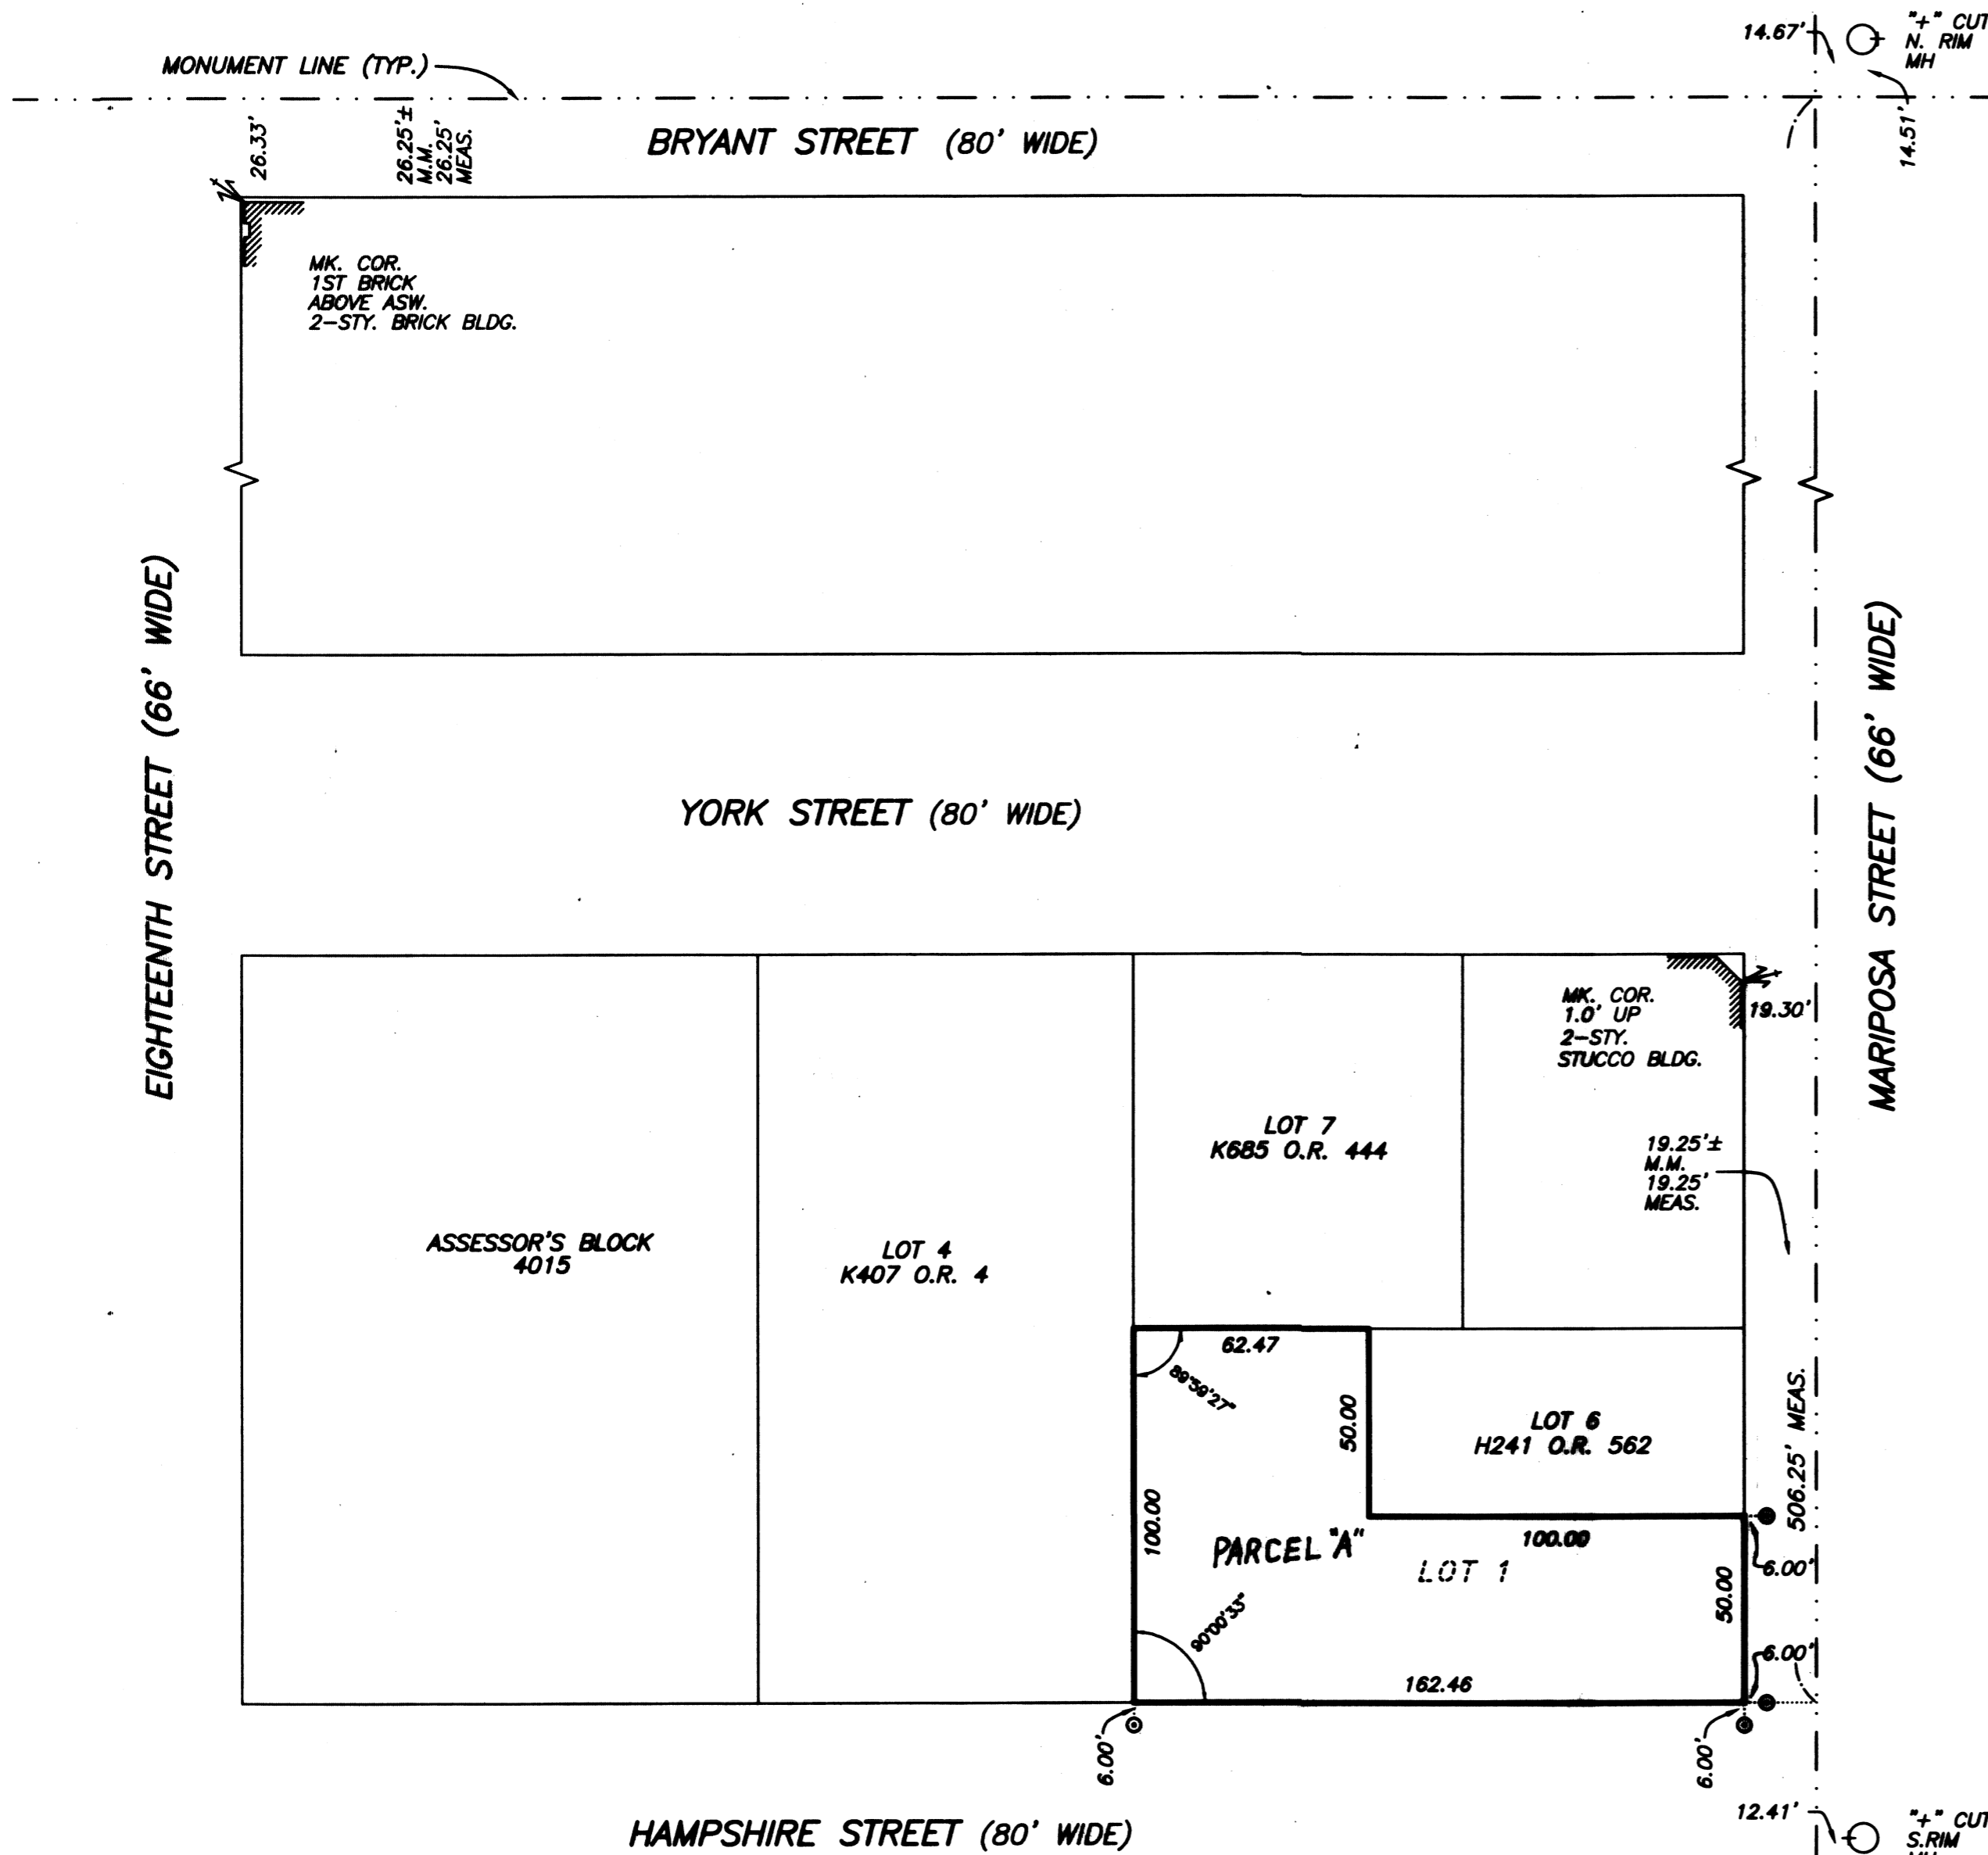 MONUMENT LINE (TYP.)
14.67'
"+" CUT
N. RIM
MH
14.51'
26.33'
26.25'±
M.M.
26.25'
MEAS.
BRYANT STREET (80' WIDE)
MK. COR.
1ST BRICK
ABOVE ASW.
2-STY. BRICK BLDG.
EIGHTEENTH STREET (66' WIDE)
MARIPOSA STREET (66' WIDE)
YORK STREET (80' WIDE)
MK. COR.
1.0' UP
2-STY.
STUCCO BLDG.
19.30'
LOT 7
K685 O.R. 444
19.25'±
M.M.
19.25'
MEAS.
ASSESSOR'S BLOCK
4015
LOT 4
K407 O.R. 4
62.47
89°59'27"
50.00
LOT 6
H241 O.R. 562
506.25' MEAS.
100.00
PARCEL "A"
100.00
LOT 1
6.00'
50.00
90°00'33"
6.00'
162.46
6.00'
6.00'
HAMPSHIRE STREET (80' WIDE)
12.41'
"+" CUT
S.RIM
MH